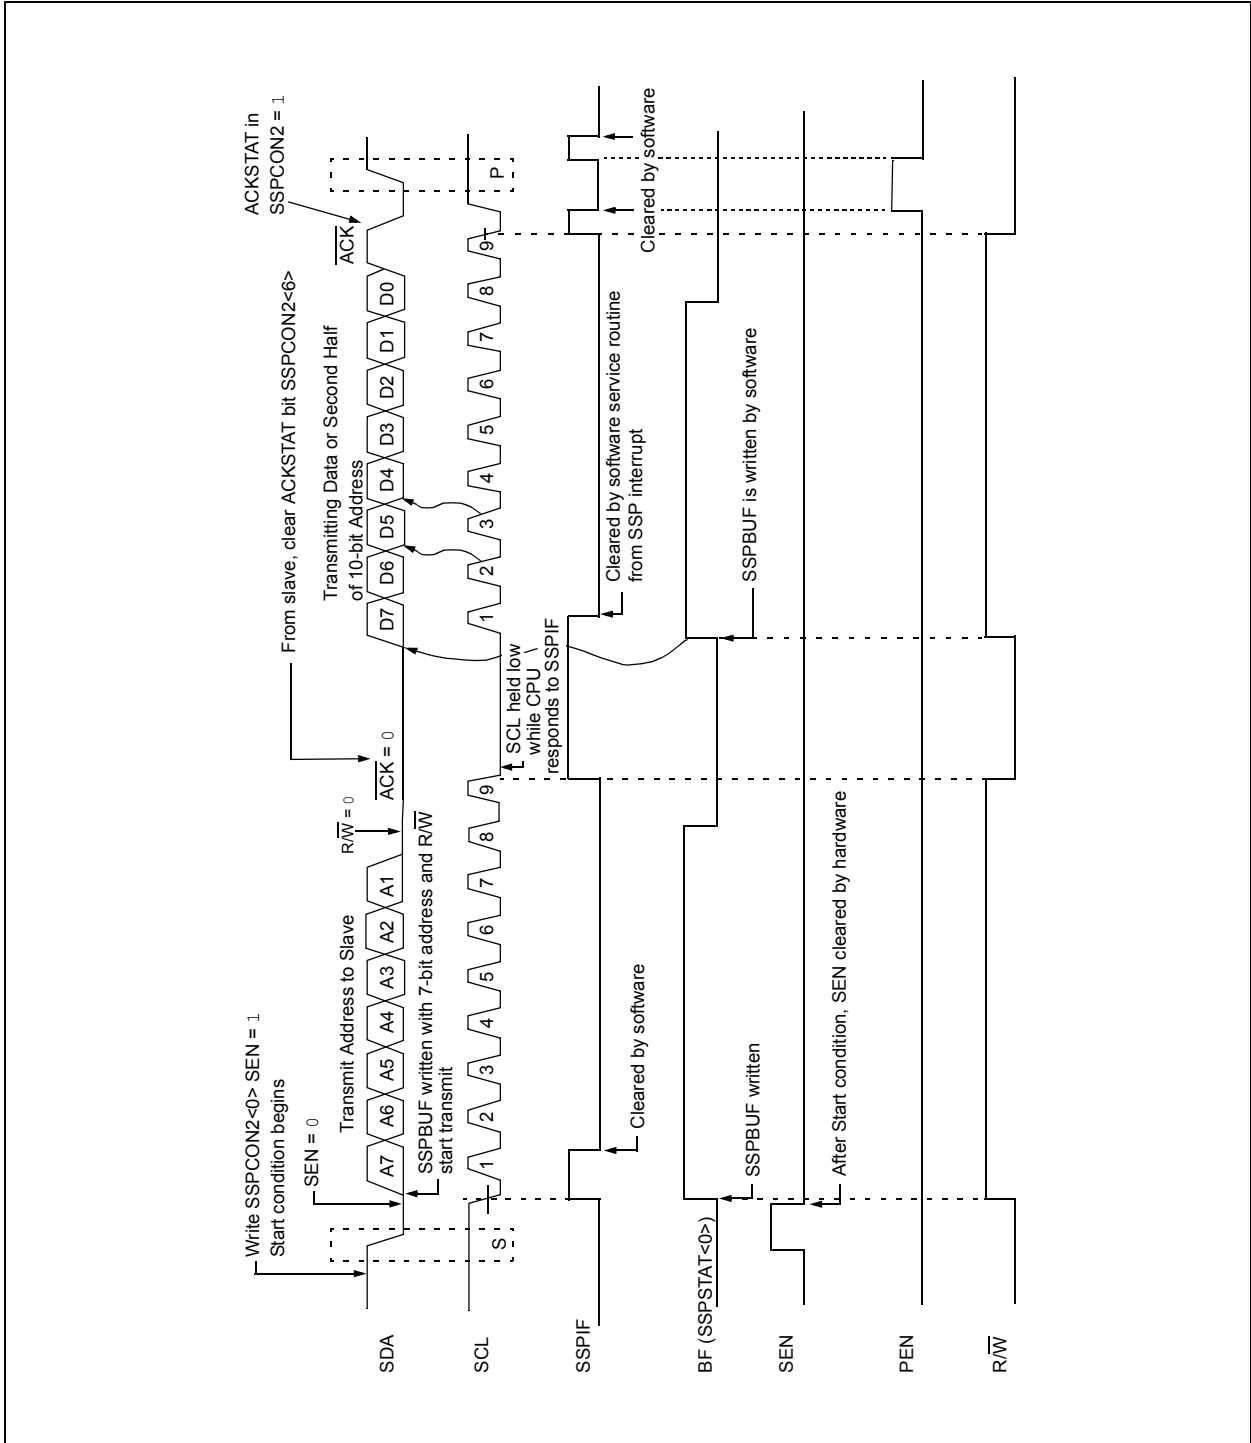 Write SSPCON2<0> SEN = 1
Start condition begins
SEN = 0
From slave, clear ACKSTAT bit SSPCON2<6>
ACKSTAT in
SSPCON2 = 1
Transmit Address to Slave
R/W = 0
ACK = 0
Transmitting Data or Second Half
of 10-bit Address
ACK
SDA
A7 A6 A5 A4 A3 A2 A1
D7 D6 D5 D4 D3 D2 D1 D0
SSPBUF written with 7-bit address and R/W
start transmit
SCL
S
1 2 3 4 5 6 7 8 9
1 2 3 4 5 6 7 8 9
P
SCL held low
while CPU
responds to SSPIF
SSPIF
Cleared by software
Cleared by software service routine
from SSP interrupt
Cleared by software
BF (SSPSTAT<0>)
SSPBUF written
SSPBUF is written by software
SEN
After Start condition, SEN cleared by hardware
PEN
R/W